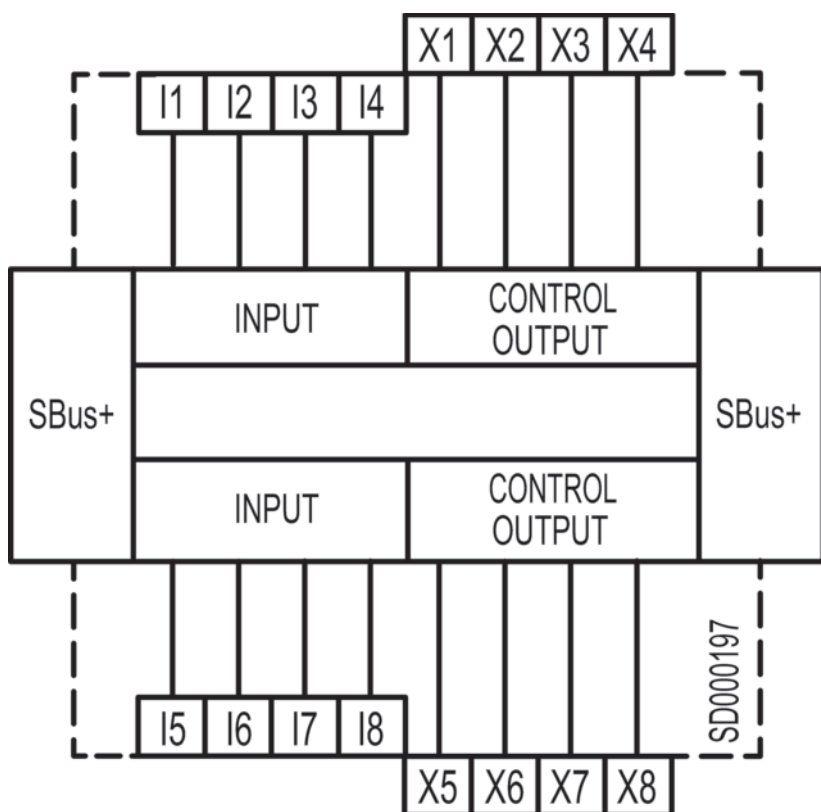 X1 X2 X3 X4
I1 I2 I3 I4
INPUT
CONTROL
OUTPUT
SBus+
SBus+
INPUT
CONTROL
OUTPUT
SD000197
I5 I6 I7 I8
X5 X6 X7 X8